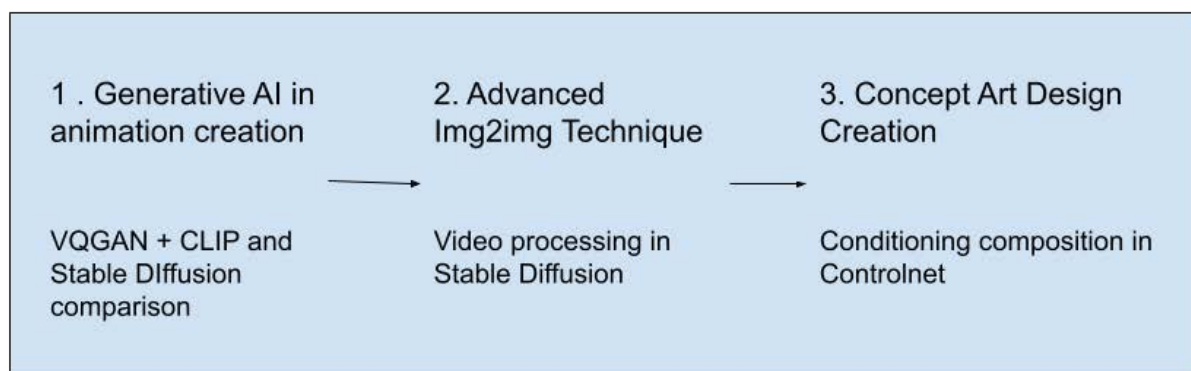 1 . Generative AI in
animation creation
VQGAN + CLIP and
Stable DIffusion
comparison
2. Advanced
Img2img Technique
Video processing in
Stable Diffusion
3. Concept Art Design
Creation
Conditioning composition in
Controlnet